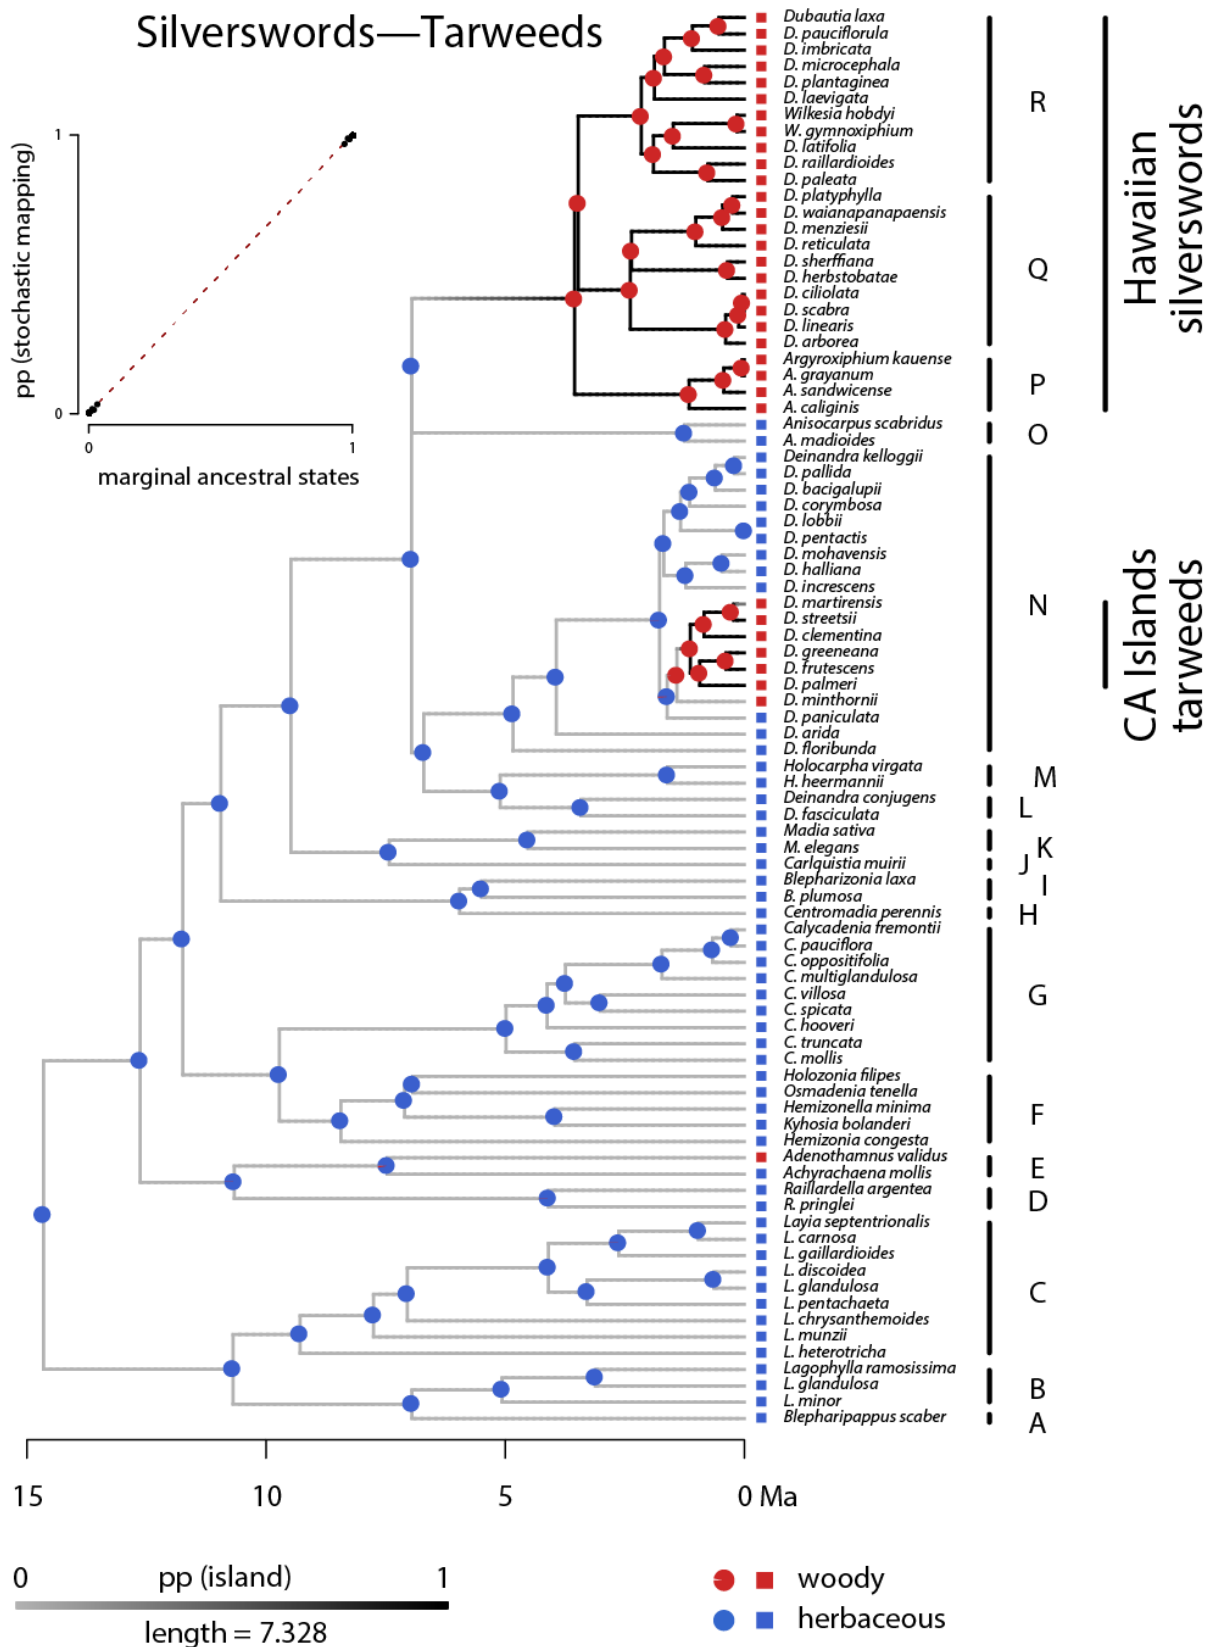 Silverswords—Tarweeds
pp (stochastic mapping)
1
0
0
1
marginal ancestral states
Dubautia laxa
D. pauciflorula
D. imbricata
D. microcephala
D. plantaginea
D. laevigata
Wilkesia hobdyi
W. gymnoxiphium
D. latifolia
D. raillardioides
D. paleata
D. platyphylla
D. waianapanapaensis
D. menziesii
D. reticulata
D. sherffiana
D. herbstobatae
D. ciliolata
D. scabra
D. linearis
D. arborea
Argyroxiphium kauense
A. grayanum
A. sandwicense
A. caliginis
Anisocarpus scabridus
A. madioides
Deinandra kelloggii
D. pallida
D. bacigalupii
D. corymbosa
D. lobbii
D. pentactis
D. mohavensis
D. halliana
D. increscens
D. martirensis
D. streetsii
D. clementina
D. greeneana
D. frutescens
D. palmeri
D. minthornii
D. paniculata
D. arida
D. floribunda
Holocarpha virgata
H. heermannii
Deinandra conjugens
D. fasciculata
Madia sativa
M. elegans
Carlquistia muirii
Blepharizonia laxa
B. plumosa
Centromadia perennis
Calycadenia fremontii
C. pauciflora
C. oppositifolia
C. multiglandulosa
C. villosa
C. spicata
C. hooveri
C. truncata
C. mollis
Holozonia filipes
Osmadenia tenella
Hemizonella minima
Kyhosia bolanderi
Hemizonia congesta
Adenothamnus validus
Achyrachaena mollis
Raillardella argentea
R. pringlei
Layia septentrionalis
L. carnosa
L. gaillardioides
L. discoidea
L. glandulosa
L. pentachaeta
L. chrysanthemoides
L. munzii
L. heterotricha
Lagophylla ramosissima
L. glandulosa
L. minor
Blepharipappus scaber
R
Q
P
O
N
M
L
K
J
I
H
G
F
E
D
C
B
A
Hawaiian
silverswords
CA Islands
tarweeds
15 10 5 0 Ma
0 pp (island) 1
length = 7.328
woody
herbaceous